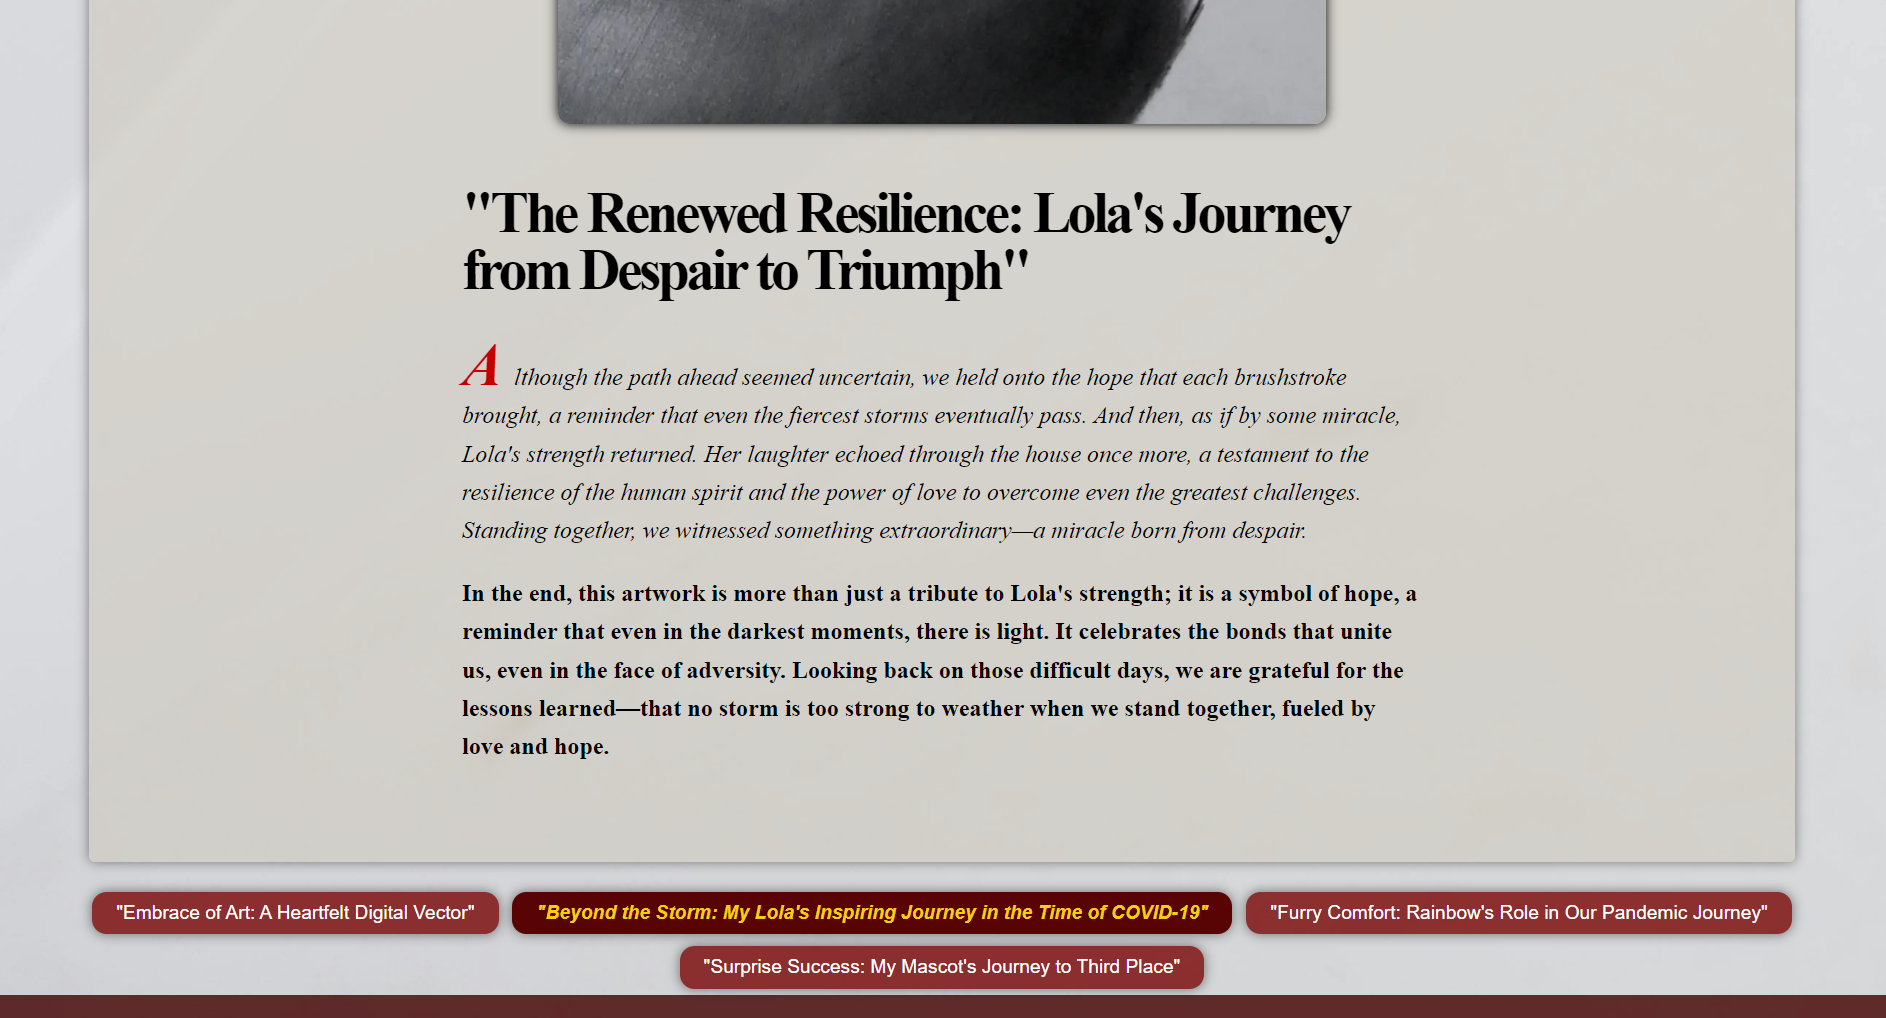 "The Renewed Resilience: Lola's Journey
from Despair to Triumph"
Although the path ahead seemed uncertain, we held onto the hope that each brushstroke
brought, a reminder that even the fiercest storms eventually pass. And then, as if by some miracle,
Lola's strength returned. Her laughter echoed through the house once more, a testament to the
resilience of the human spirit and the power of love to overcome even the greatest challenges.
Standing together, we witnessed something extraordinary—a miracle born from despair.
In the end, this artwork is more than just a tribute to Lola's strength; it is a symbol of hope, a
reminder that even in the darkest moments, there is light. It celebrates the bonds that unite
us, even in the face of adversity. Looking back on those difficult days, we are grateful for the
lessons learned—that no storm is too strong to weather when we stand together, fueled by
love and hope.
"Embrace of Art: A Heartfelt Digital Vector"
"Beyond the Storm: My Lola's Inspiring Journey in the Time of COVID-19"
"Furry Comfort: Rainbow's Role in Our Pandemic Journey"
"Surprise Success: My Mascot's Journey to Third Place"